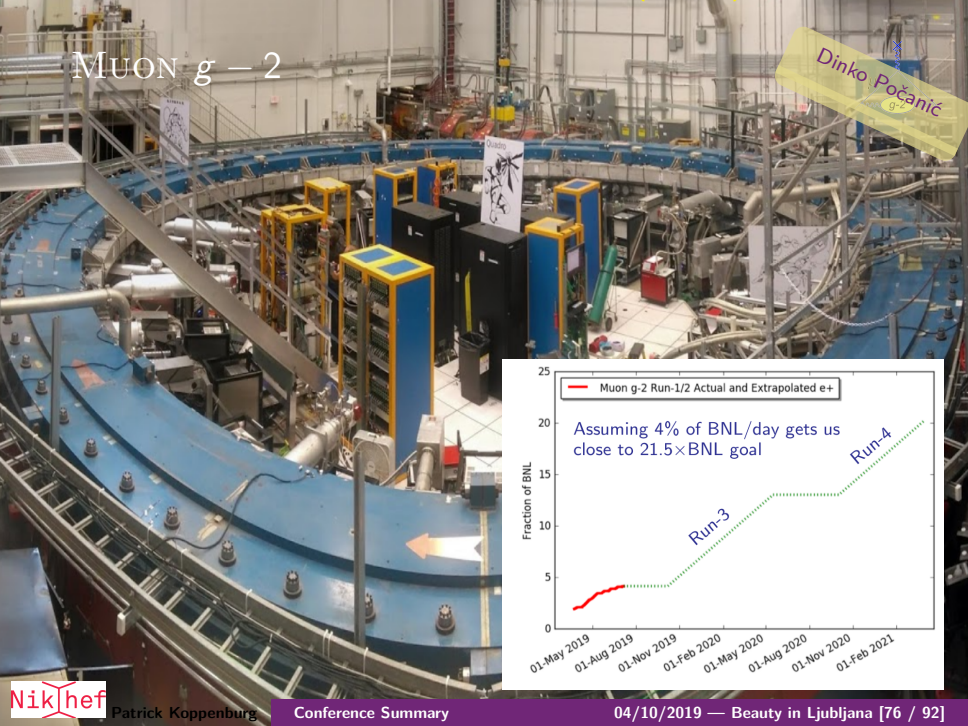 MUON g − 2
Dinko Počanić
g-2
Quadro
Muon g-2 Run-1/2 Actual and Extrapolated e+
Assuming 4% of BNL/day gets us
close to 21.5×BNL goal
Run-3
Run-4
Fraction of BNL
25
20
15
10
5
0
01-May 2019
01-Aug 2019
01-Nov 2019
01-Feb 2020
01-May 2020
01-Aug 2020
01-Nov 2020
01-Feb 2021
Nikhef
Patrick Koppenburg
Conference Summary
04/10/2019 — Beauty in Ljubljana [76 / 92]